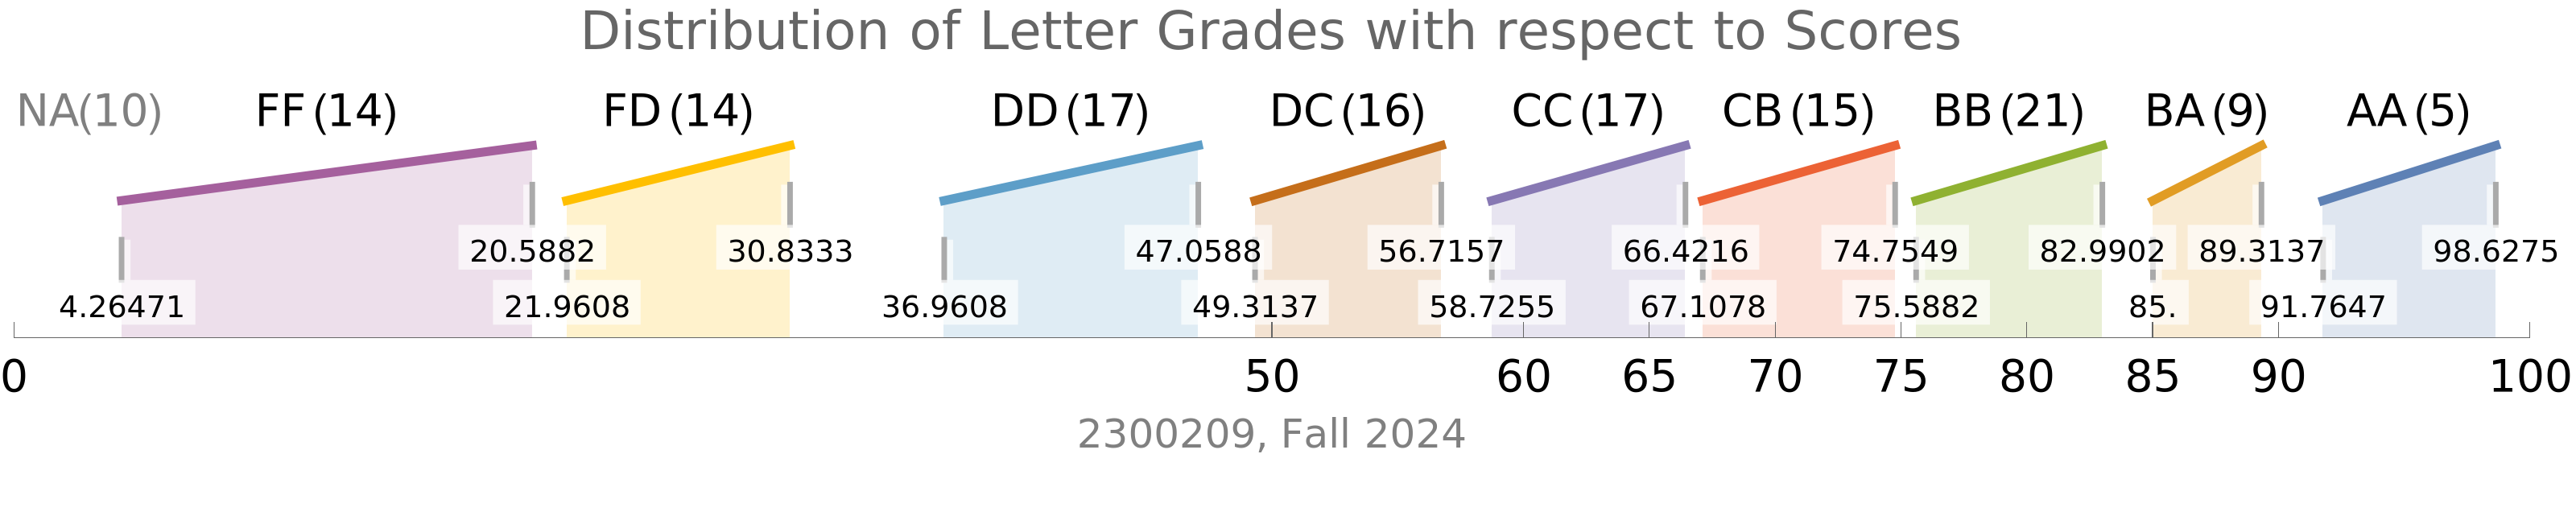 Distribution of Letter Grades with respect to Scores
NA(10) FF (14) FD (14) DD (17) DC (16) CC (17) CB (15) BB (21) BA (9) AA (5)
20.5882 30.8333 47.0588 56.7157 66.4216 74.7549 82.9902 89.3137 98.6275
4.26471 21.9608 36.9608 49.3137 58.7255 67.1078 75.5882 85. 91.7647
0 50 60 65 70 75 80 85 90 100
2300209, Fall 2024